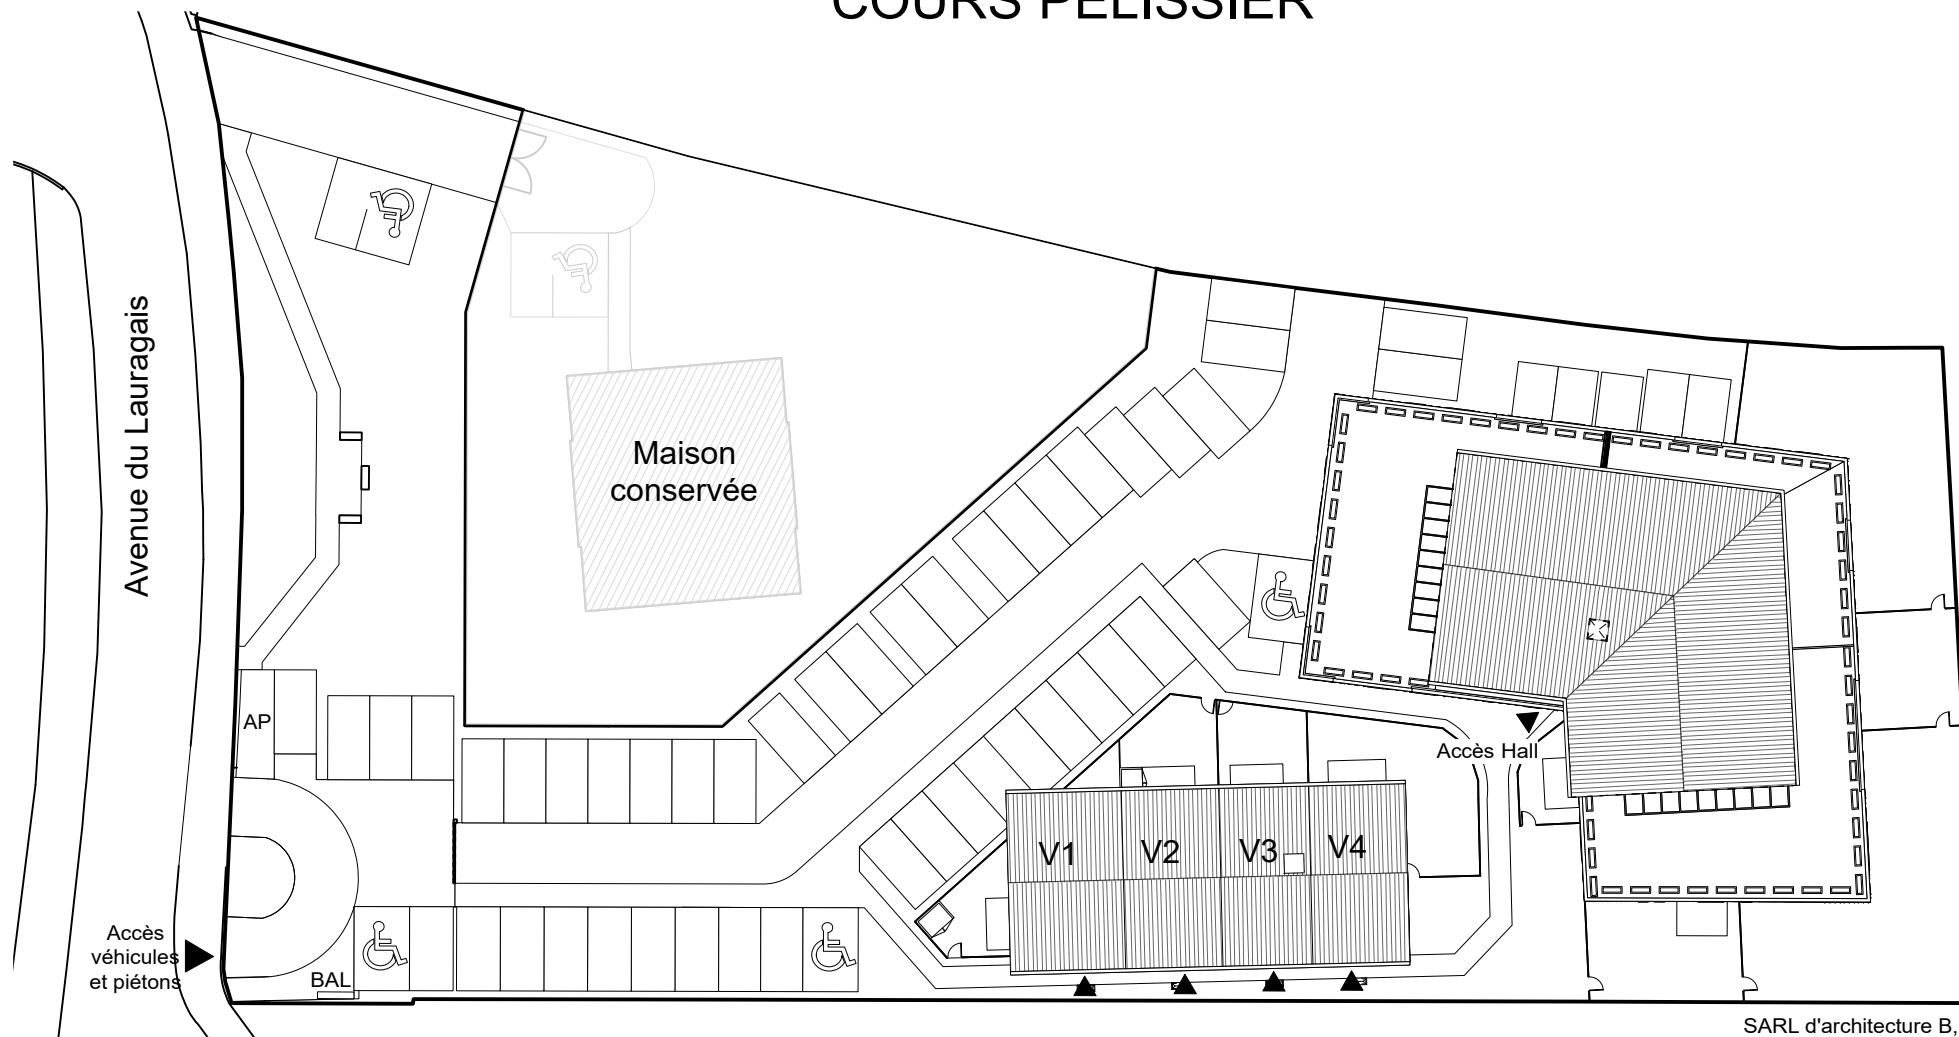 COURS PELISSIER
Avenue du Lauragais
Maison
conservée
AP
Accès Hall
V1 V2 V3 V4
Accès
véhicules
et piétons
BAL
SARL d'architecture B,